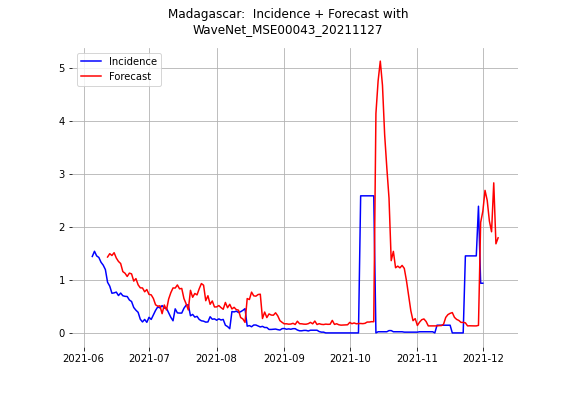 Madagascar:  Incidence + Forecast with
WaveNet_MSE00043_20211127
Incidence
Forecast
5
4
3
2
1
0
2021-06 2021-07 2021-08 2021-09 2021-10 2021-11 2021-12